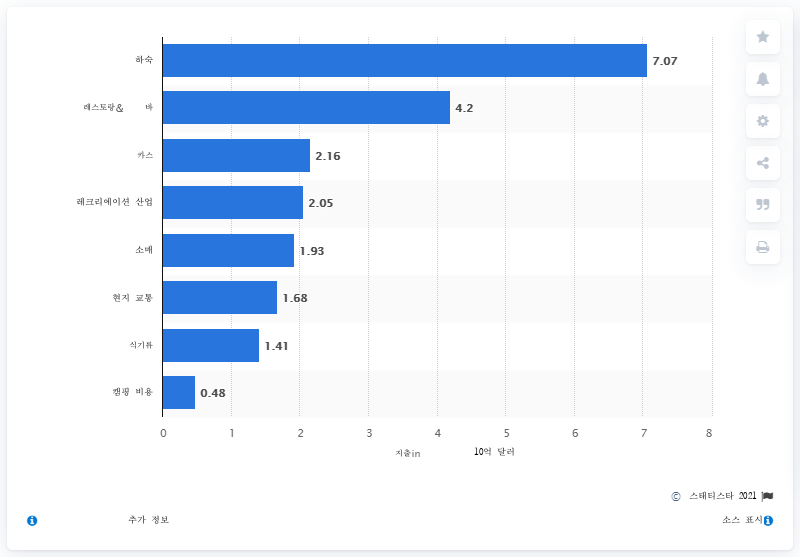 하숙
7.07
레스토랑& 바
4.2
가스
2.16
레크리에이션 산업
2.05
소매
1.93
현지 교통
1.68
식기류
1.41
캠핑 비용
0.48
0 1 2 3 4 5 6 7 8
지출in 10억 달러
© 스태티스타 2021
추가 정보
소스 표시